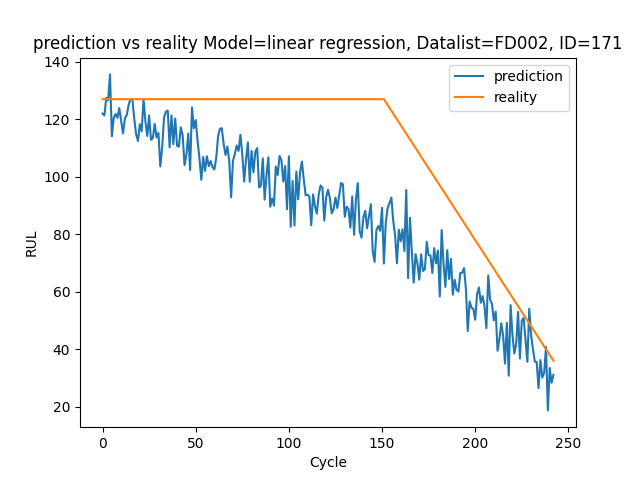 prediction vs reality Model=linear regression, Datalist=FD002, ID=171
140
120
100
80
60
40
20
RUL
0
50
100
150
200
250
Cycle
prediction
reality